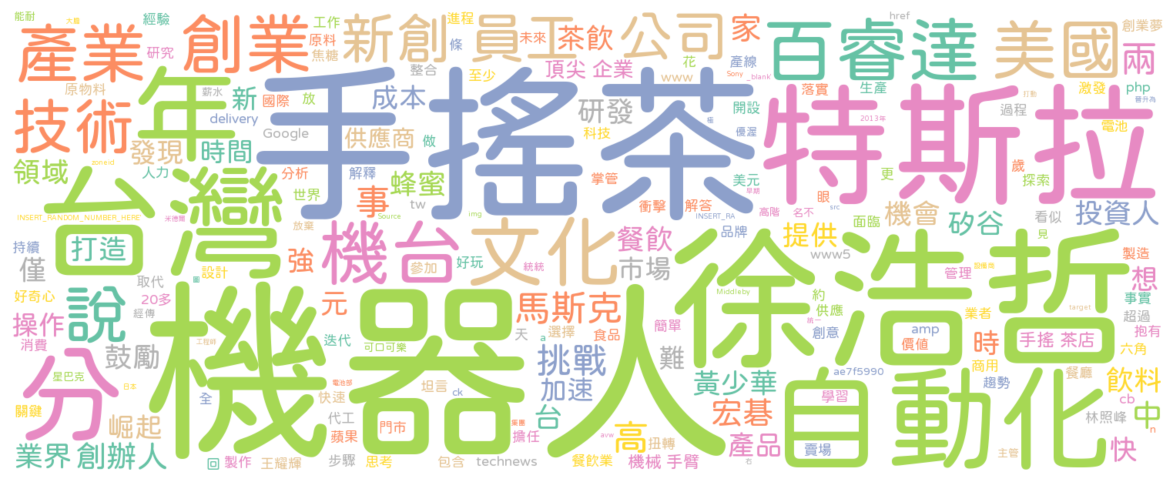 能耐
大廳
經驗
產業
創業
新創
員工
公司
工作
原料
焦糖
進程
條
未來
茶飲
家
百睿達
美國
href
創業夢
兩
研究
原物料
薪水
整合
至少
頂尖 企業
花
www
產線
Sony
_blank
激發
php
技術
年
新
國際
放
成本
手搖茶
研發
開設
落實
生產
過程
電池
特斯拉
delivery
Google
供應商
做
科技
優渥
2013年
領域
發現
時間
人力
分析
解釋
世界
蜂蜜
掌管
美元
歲
更
探索
台灣
事
tw
衝擊
解答
眼
機會
矽谷
投資人
INSERT_RANDOM_NUMBER_HERE
放棄
Source
img
INSERT_RA
高階
名不
src
面臨
看似
見
品牌
持續
打造
強
機台
參加
好玩
統統
文化
餐飲
市場
提供
www5
徐浩哲
製造
僅
取代
設計
好奇心
20多
經傳
元
馬斯克
Middleby
約
供應
管理
業者
target
想
事實
超過
說
操作
消費
鼓勵
機器人
迭代
可口可樂
天
a
選擇
食品
簡單
創意
amp
價值
時
手搖 茶店
抱有
六角
分
星巴克
工程師
日本
全
快速
坦言
ck
挑戰
加速
難
黃少華
ae7f5990
商用
趨勢
餐廳
飲料
關鍵
崛起
代工
蘋果
門市
擔任
台
宏碁
自動化
學習
cb
林照峰
中
n
業界
創辦人
回
製作
王耀輝
步驟
思考
包含
technews
餐飲業
高
扭轉
機械 手臂
產品
賣場
主管
快